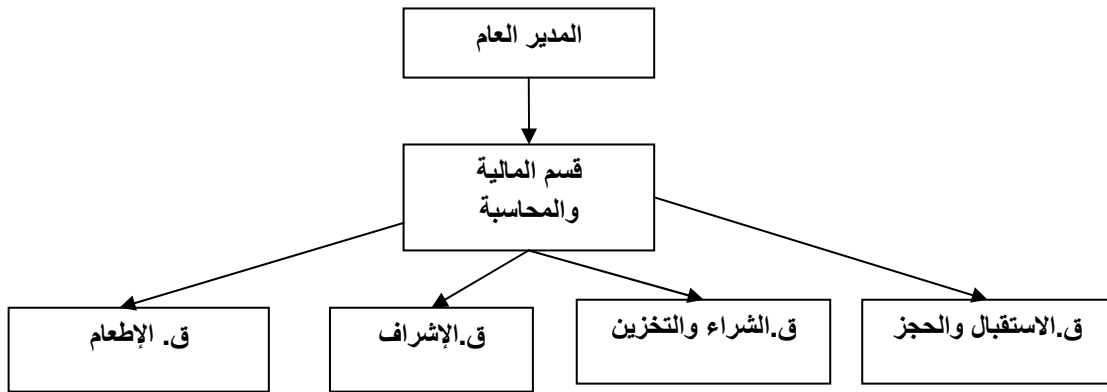 المدير العام
قسم المالية
والمحاسبة
ق.الاستقبال والحجز
ق.الشراء والتخزين
ق.الإشراف
ق. الإطعام